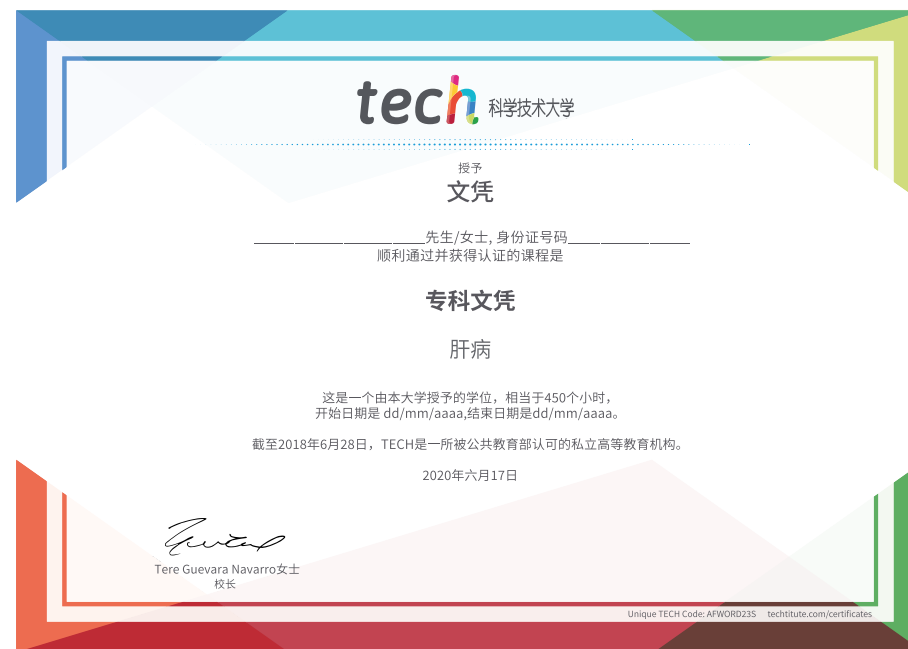 tech 科学技术大学
授予
文凭
______________________先生/女士, 身份证号码______________
顺利通过并获得认证的课程是
专科文凭
肝病
这是一个由本大学授予的学位，相当于450个小时，
开始日期是 dd/mm/aaaa,结束日期是dd/mm/aaaa。
截至2018年6月28日，TECH是一所被公共教育部认可的私立高等教育机构。
2020年六月17日
Tere Guevara Navarro女士
校长
Unique TECH Code: AFWORD23S techtitute.com/certificates